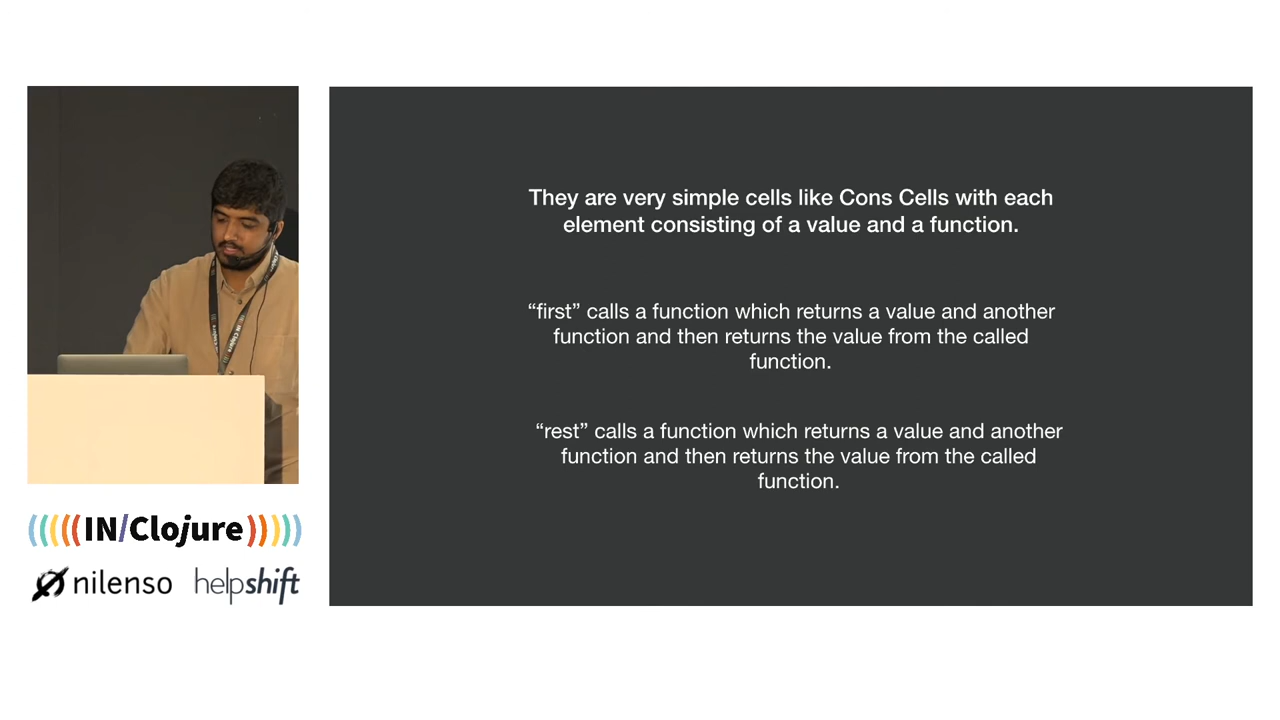 They are very simple cells like Cons Cells with each
element consisting of a value and a function.
“first” calls a function which returns a value and another
function and then returns the value from the called
function.
“rest” calls a function which returns a value and another
function and then returns the value from the called
function.
((((( IN/Clojure )))))
nilenso helpshift